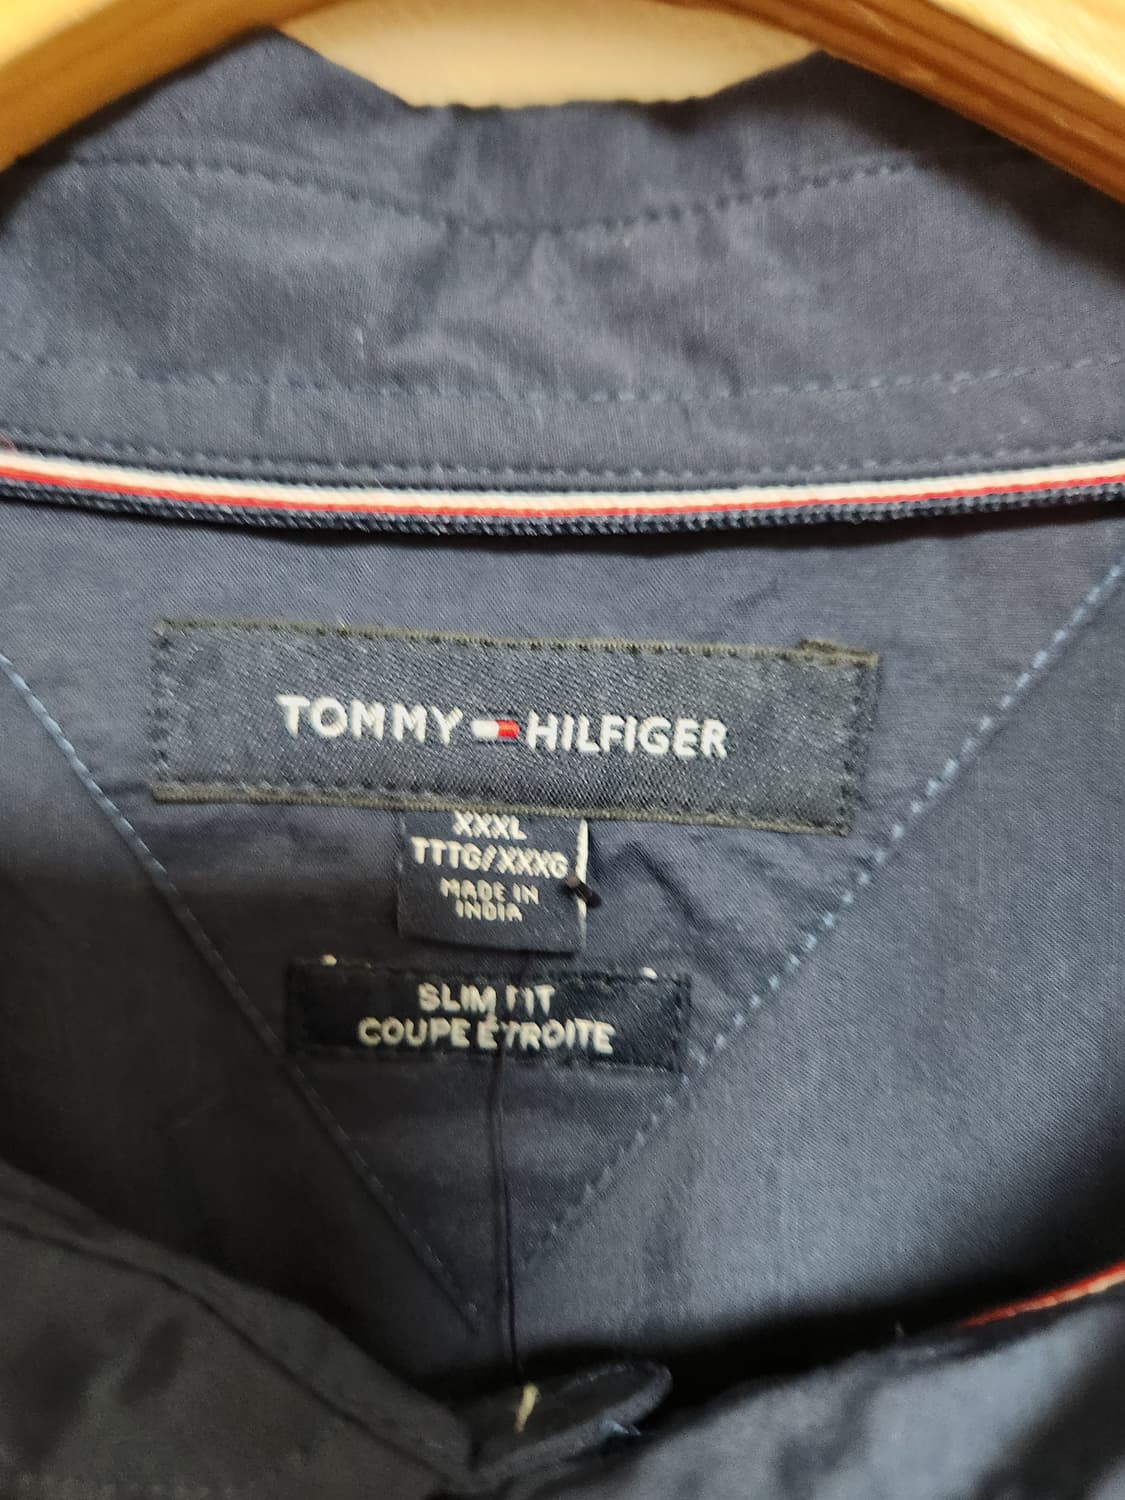 TOMMY HILFIGER
XXXL
TTTG/XXXG
MADE IN
INDIA
SLIM FIT
COUPE ÉTROITE